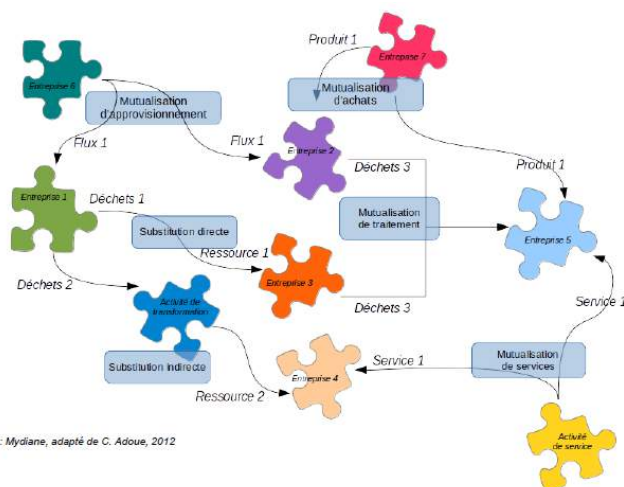 Produit 1
Entreprise 7
Entreprise 6
Mutualisation
d'approvisionnement
Mutualisation
d'achats
Flux 1
Flux 1
Entreprise 2
Déchets 3
Produit 1
Entreprise 1
Déchets 1
Substitution directe
Mutualisation
de traitement
Entreprise 5
Ressource 1
Entreprise 3
Déchets 2
Activité de
transformation
Déchets 3
Service 1
Substitution indirecte
Service 1
Mutualisation
de services
Entreprise 4
Ressource 2
Activité
de service
: Mydiane, adapté de C. Adoue, 2012